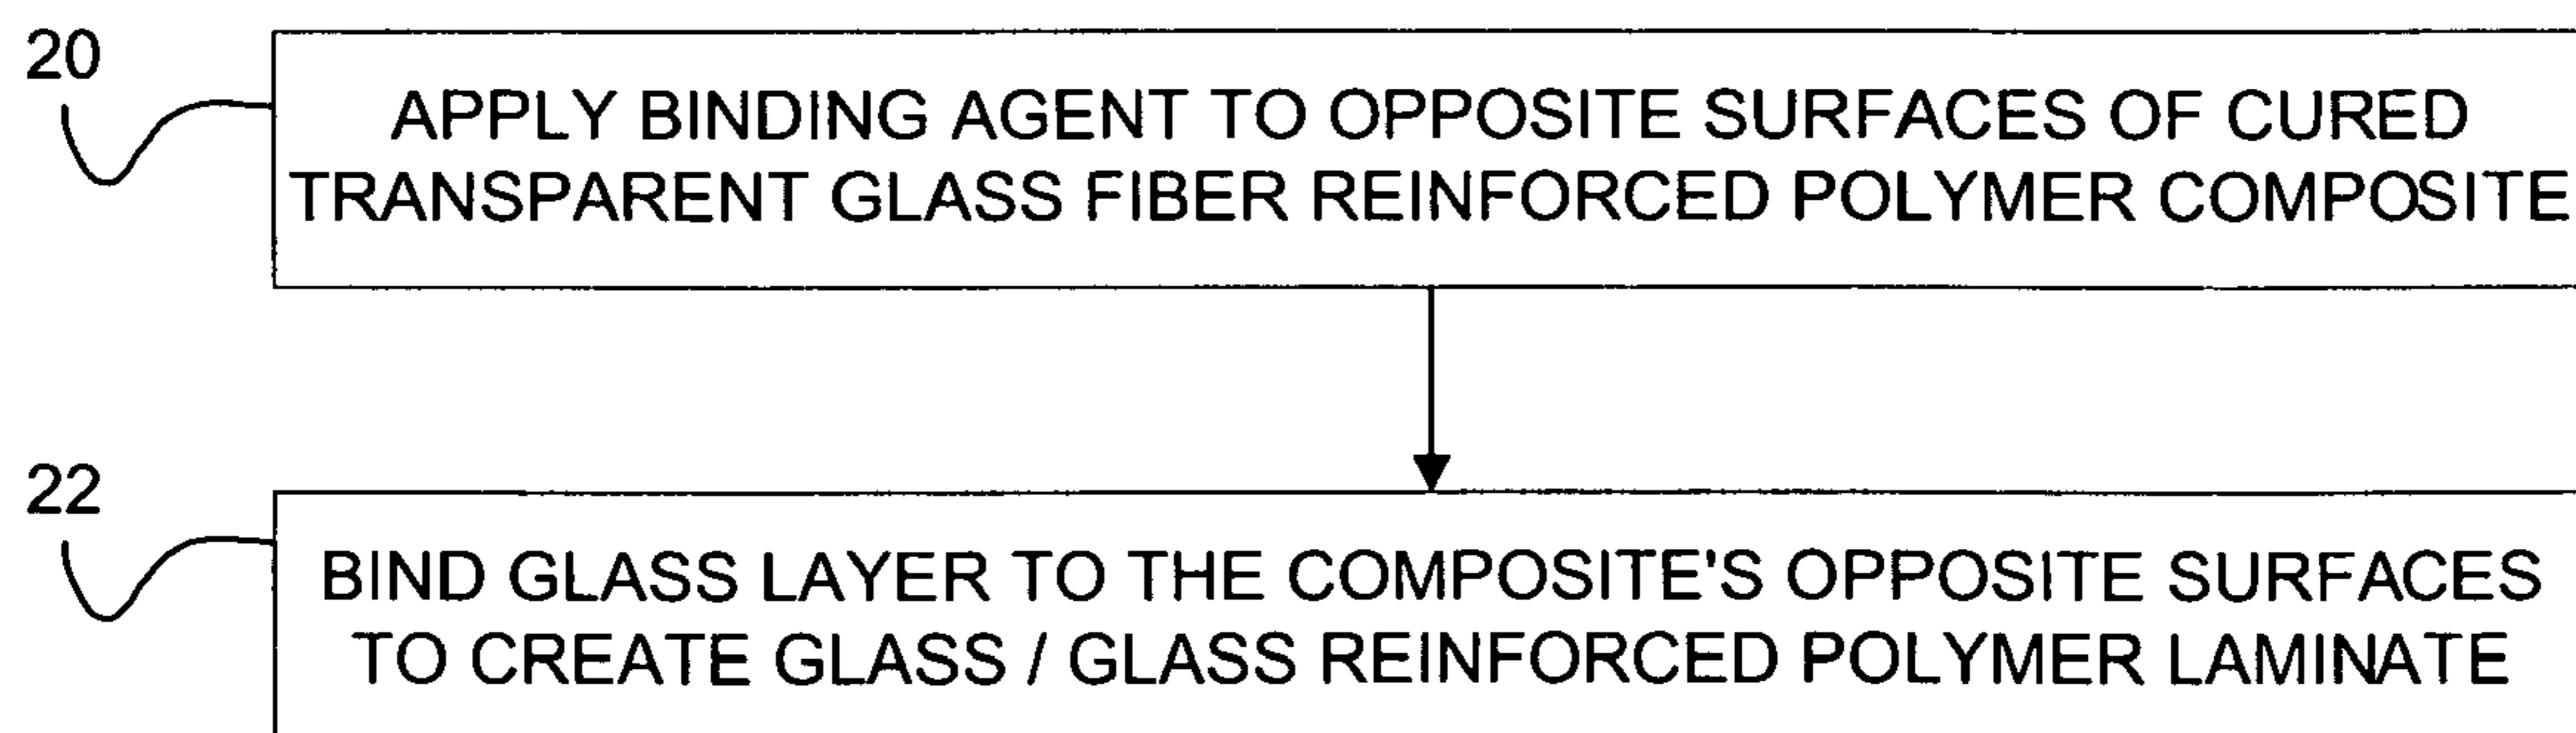 20
APPLY BINDING AGENT TO OPPOSITE SURFACES OF CURED
TRANSPARENT GLASS FIBER REINFORCED POLYMER COMPOSITE
22
BIND GLASS LAYER TO THE COMPOSITE'S OPPOSITE SURFACES
TO CREATE GLASS / GLASS REINFORCED POLYMER LAMINATE